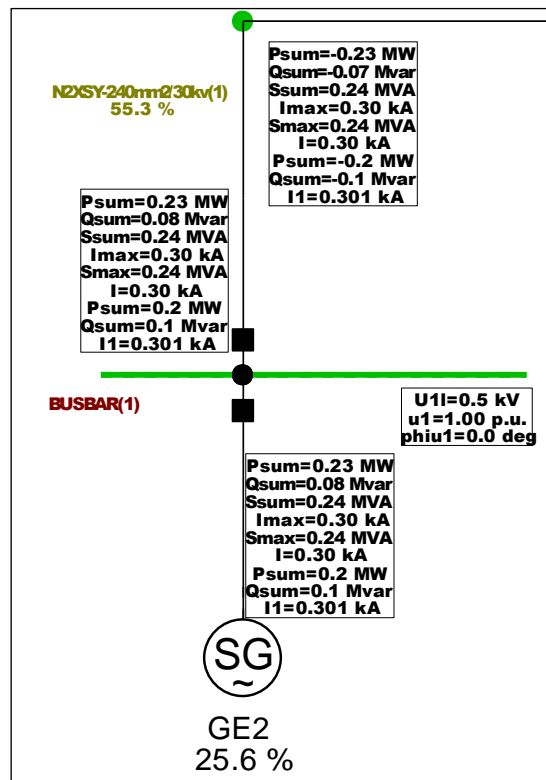 Psum=-0.23 MW
Qsum=-0.07 Mvar
Ssum=0.24 MVA
Imax=0.30 kA
Smax=0.24 MVA
I=0.30 kA
Psum=-0.2 MW
Qsum=-0.1 Mvar
I1=0.301 kA
N2XSY-240mm2/30kv(1)
55.3 %
Psum=0.23 MW
Qsum=0.08 Mvar
Ssum=0.24 MVA
Imax=0.30 kA
Smax=0.24 MVA
I=0.30 kA
Psum=0.2 MW
Qsum=0.1 Mvar
I1=0.301 kA
BUSBAR(1)
U1l=0.5 kV
u1=1.00 p.u.
phiu1=0.0 deg
Psum=0.23 MW
Qsum=0.08 Mvar
Ssum=0.24 MVA
Imax=0.30 kA
Smax=0.24 MVA
I=0.30 kA
Psum=0.2 MW
Qsum=0.1 Mvar
I1=0.301 kA
SG
~
GE2
25.6 %